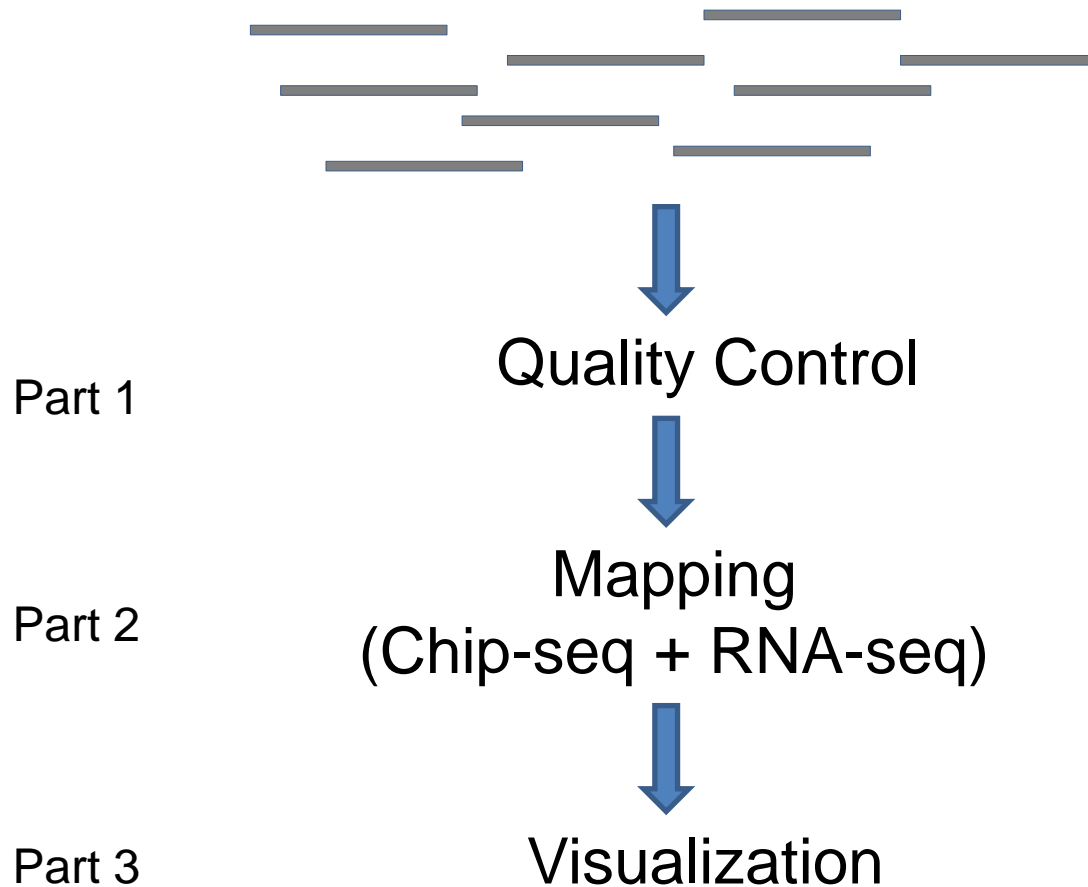 Quality Control
Part 1
Mapping
Part 2
(Chip-seq + RNA-seq)
Visualization
Part 3